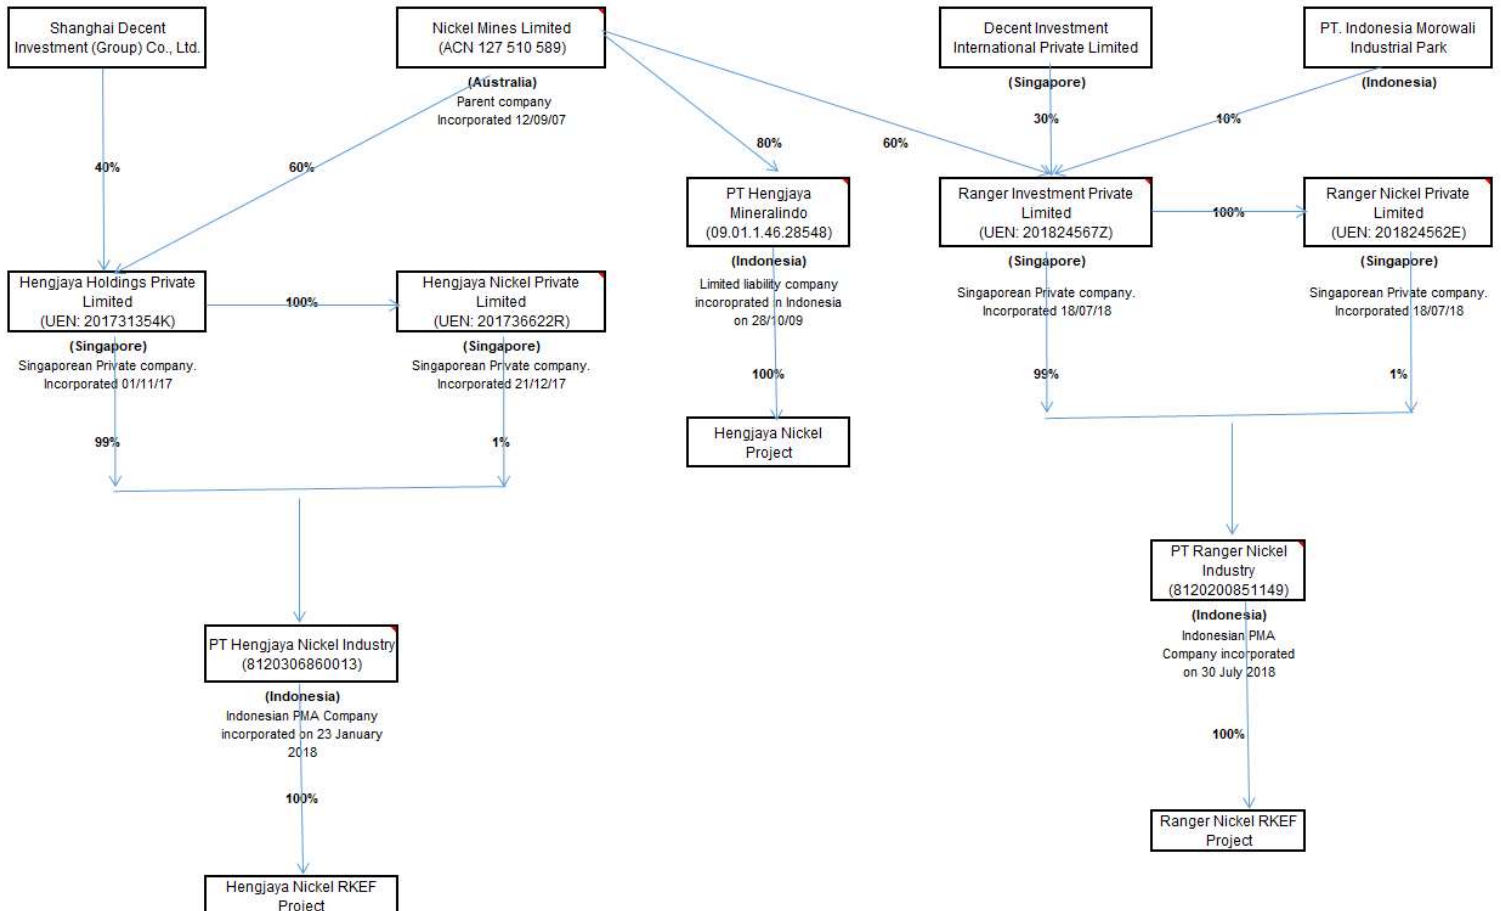 Shanghai Decent
Investment (Group) Co., Ltd.
Nickel Mines Limited
(ACN 127 510 589)
(Australia)
Parent company
Incorporated 12/09/07
Decent Investment
International Private Limited
(Singapore)
PT. Indonesia Morowali
Industrial Park
(Indonesia)
40%
60%
80%
60%
30%
10%
PT Hengjaya
Mineralindo
(09.01.1.46.28548)
(Indonesia)
Limited liability company
incoroprated in Indonesia
on 28/10/09
Ranger Investment Private
Limited
(UEN: 201824567Z)
(Singapore)
Singaporean Private company.
Incorporated 18/07/18
100%
Ranger Nickel Private
Limited
(UEN: 201824562E)
(Singapore)
Singaporean Private company.
Incorporated 18/07/18
Hengjaya Holdings Private
Limited
(UEN: 201731354K)
(Singapore)
Singaporean Private company.
Incorporated 01/11/17
100%
Hengjaya Nickel Private
Limited
(UEN: 201736622R)
(Singapore)
Singaporean Private company.
Incorporated 21/12/17
100%
99%
1%
Hengjaya Nickel
Project
99%
1%
PT Ranger Nickel
Industry
(8120200851149)
(Indonesia)
Indonesian PMA
Company incorporated
on 30 July 2018
PT Hengjaya Nickel Industry
(8120306860013)
(Indonesia)
Indonesian PMA Company
incorporated on 23 January
2018
100%
100%
Ranger Nickel RKEF
Project
Hengjaya Nickel RKEF
Project